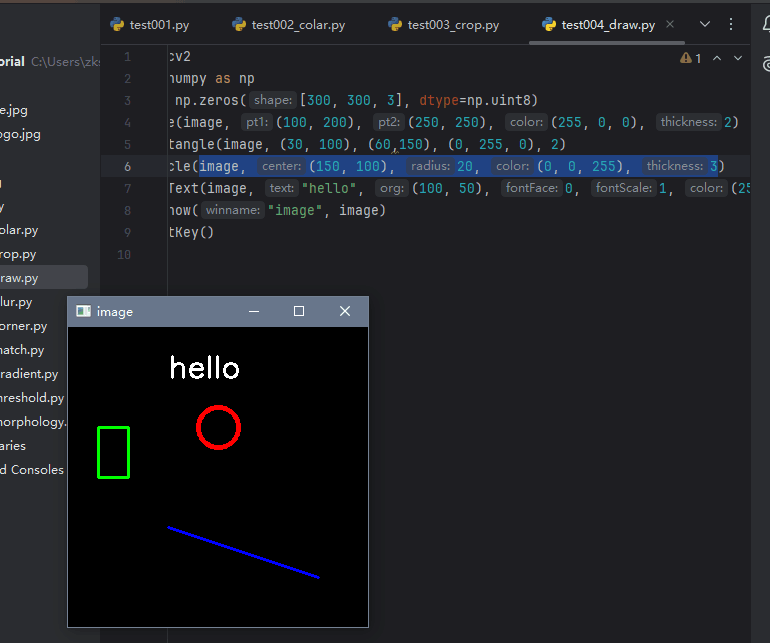 test001.py test002_colar.py test003_crop.py test004_draw.py
orial C:\Users\zks
e.jpg
ogo.jpg
y
olar.py
rop.py
raw.py
lur.py
orner.py
natch.py
radient.py
hreshold.py
norphology.
aries
d Consoles
1 cv2
2 numpy as np
3 np.zeros( shape: [300, 300, 3], dtype=np.uint8)
4 e(image, pt1: (100, 200), pt2: (250, 250), color: (255, 0, 0), thickness: 2)
5 tangle(image, (30, 100), (60,150), (0, 255, 0), 2)
6 cle(image, center: (150, 100), radius: 20, color: (0, 0, 255), thickness: 3)
7 Text(image, text: "hello", org: (100, 50), fontFace: 0, fontScale: 1, color: (25
8 how( winname: "image", image)
9 tKey()
10
1
image
hello